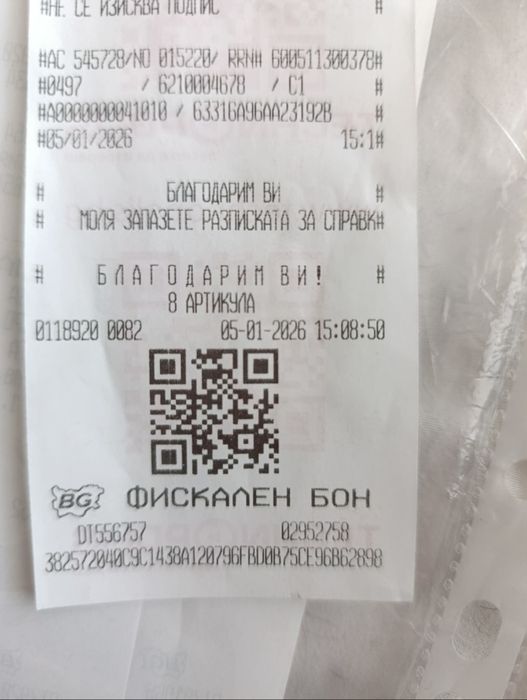 #НЕ СЕ ИЗИСКВА ПОДПИС #
#AC 545728/NO 015220/ RRN# 600511300378#
#0497 / 6210004678 / C1 #
#A0000000041010 / 63316A96AA23192B #
#05/01/2026 15:1#
# БЛАГОДАРИМ ВИ #
# МОЛЯ ЗАПАЗЕТЕ РАЗПИСКАТА ЗА СПРАВК#
# БЛАГОДАРИМ ВИ! #
8 АРТИКУЛА
0118920 0082 05-01-2026 15:08:50
BG ФИСКАЛЕН БОН
DT556757 02952758
382572040C9C1438A120796FBD0B75CE96B62898